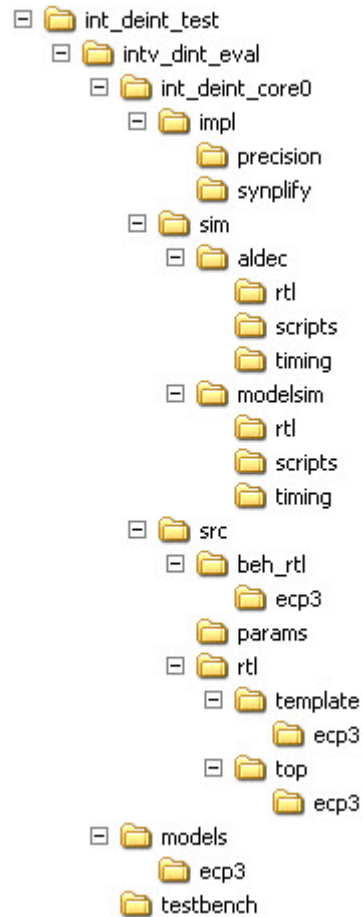 int_deint_test
intv_dint_eval
int_deint_core0
impl
precision
synplify
sim
aldec
rtl
scripts
timing
modelsim
rtl
scripts
timing
src
beh_rtl
ecp3
params
rtl
template
ecp3
top
ecp3
models
ecp3
testbench